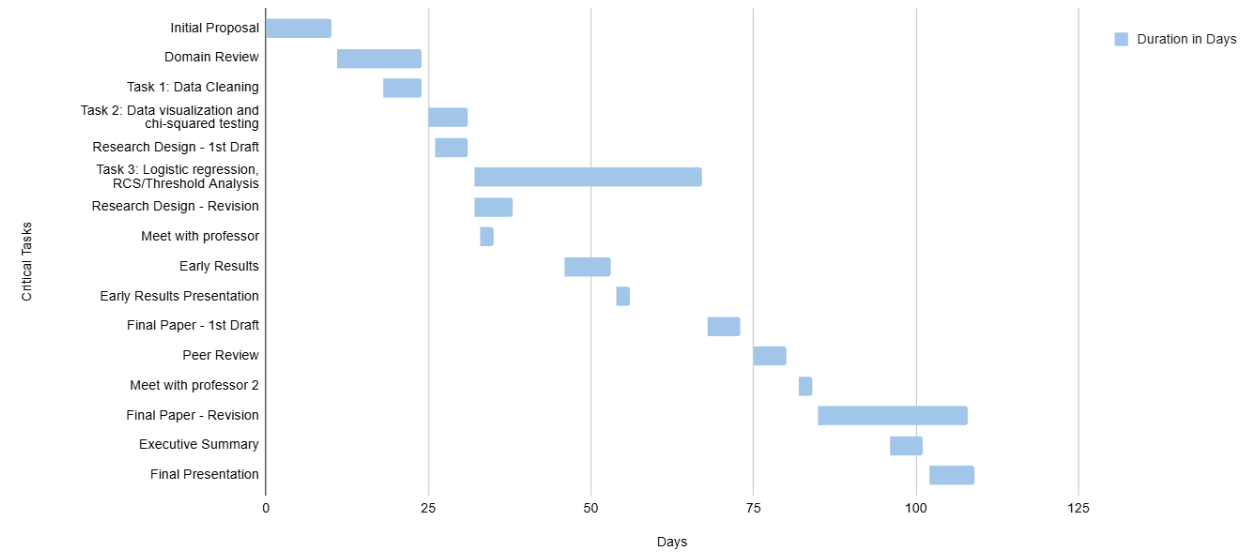 Initial Proposal
Duration in Days
Domain Review
Task 1: Data Cleaning
Task 2: Data visualization and
chi-squared testing
Research Design - 1st Draft
Task 3: Logistic regression,
RCS/Threshold Analysis
Research Design - Revision
Meet with professor
Early Results
Early Results Presentation
Final Paper - 1st Draft
Peer Review
Meet with professor 2
Final Paper - Revision
Executive Summary
Final Presentation
Critical Tasks
0 25 50 75 100 125
Days